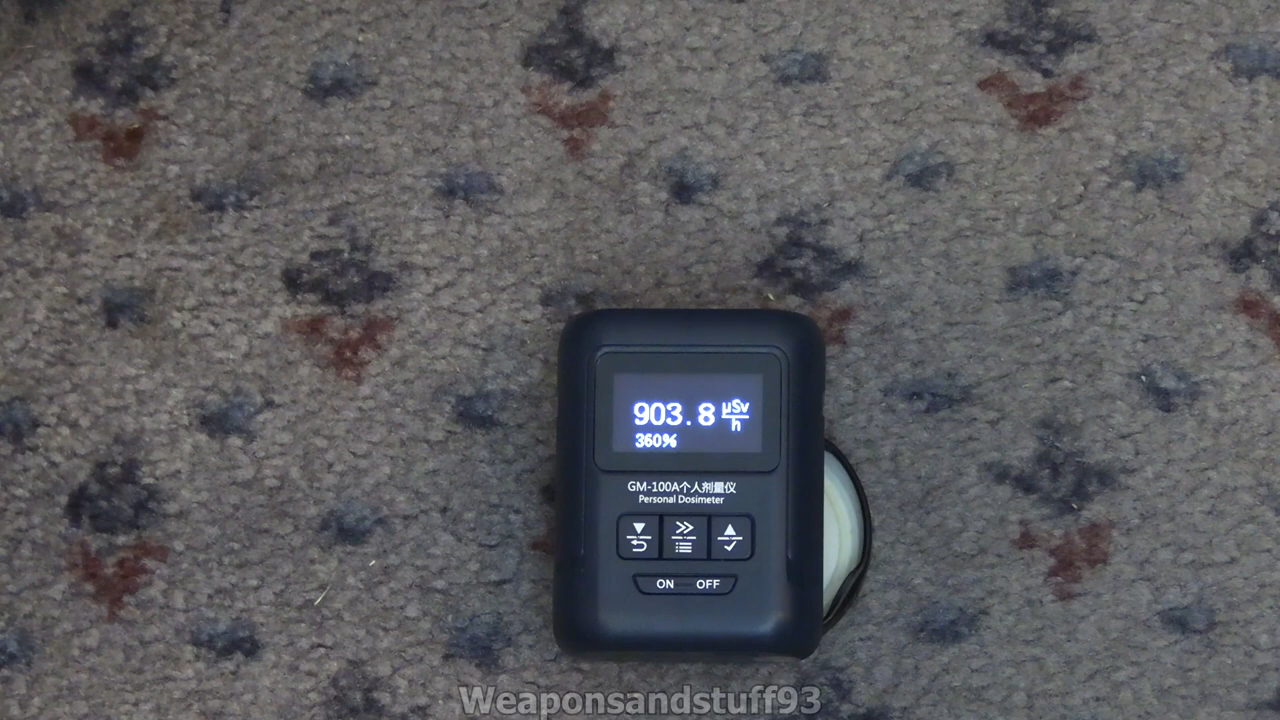 903.8 μSv/h
360%
GM-100A个人剂量仪
Personal Dosimeter
ON OFF
Weaponsandstuff93